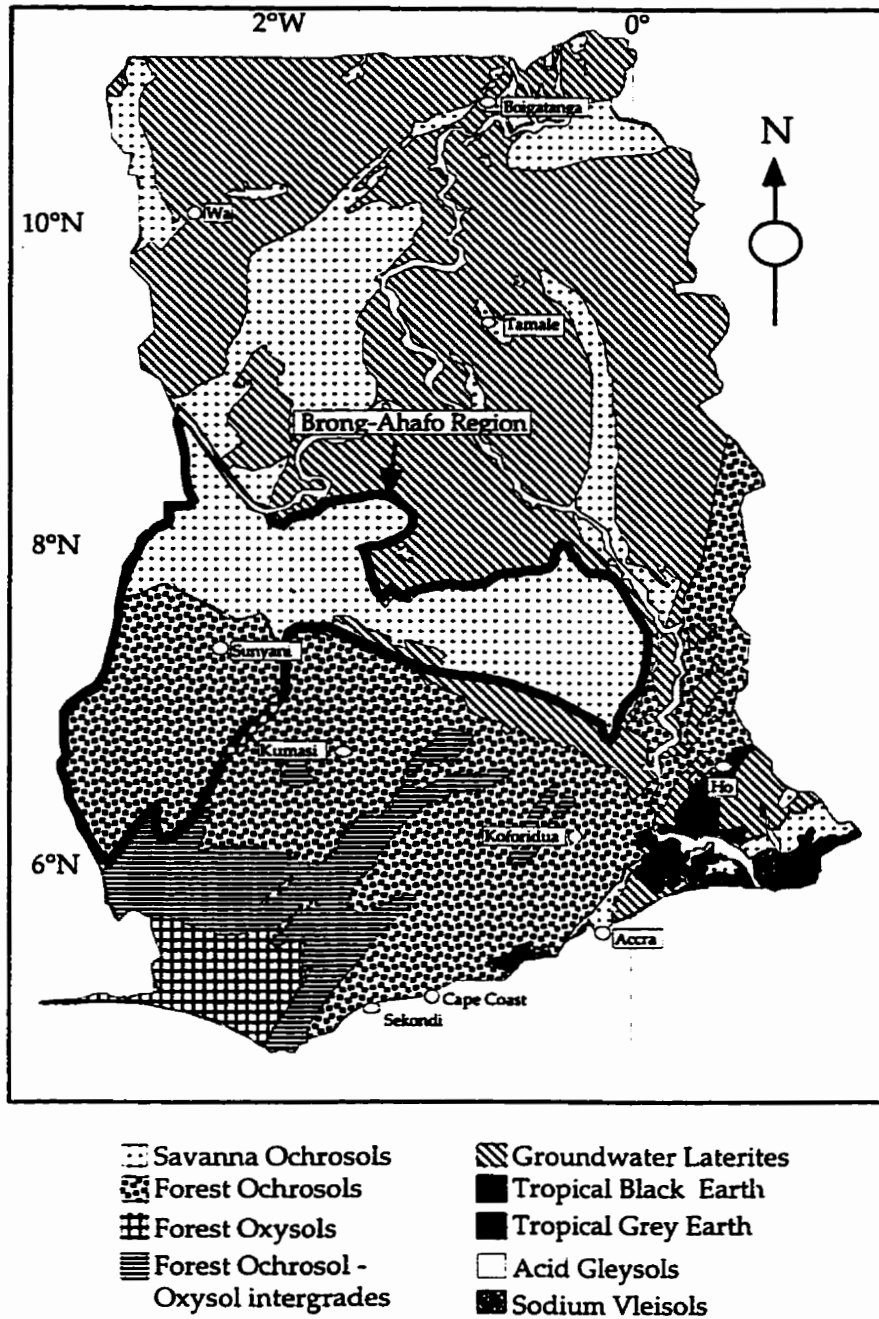 2°W 0°
Boigatanga
N
10°N
Wa
Tamale
Brong-Ahafo Region
8°N
Sunyani
Kumasi
Ho
Koforidua
6°N
Accra
Cape Coast
Sekondi
Savanna Ochrosols
Forest Ochrosols
Forest Oxysols
Forest Ochrosol -
Oxysol intergrades
Groundwater Laterites
Tropical Black Earth
Tropical Grey Earth
Acid Gleysols
Sodium Vleisols